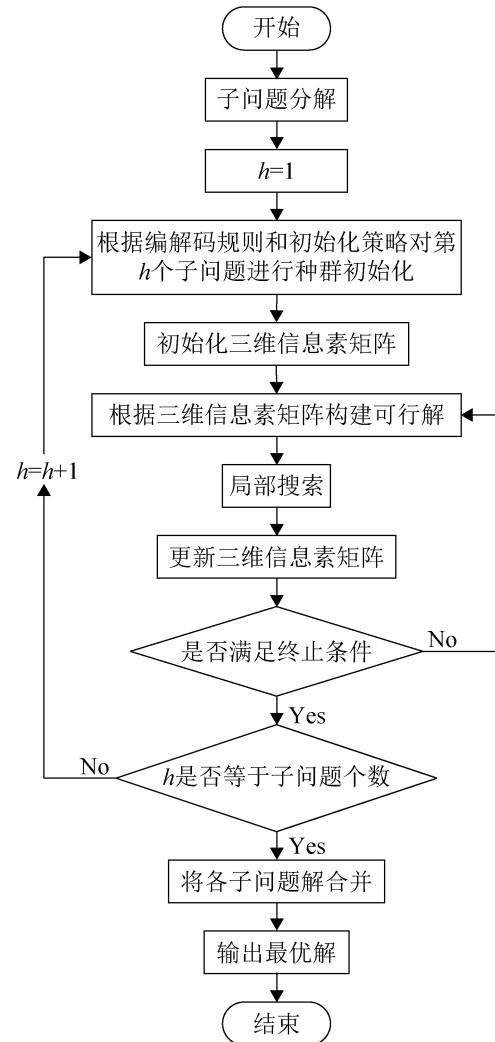 开始
子问题分解
h=1
根据编解码规则和初始化策略对第
h个子问题进行种群初始化
初始化三维信息素矩阵
根据三维信息素矩阵构建可行解
h=h+1
局部搜索
更新三维信息素矩阵
是否满足终止条件
No
Yes
No
h是否等于子问题个数
Yes
将各子问题解合并
输出最优解
结束